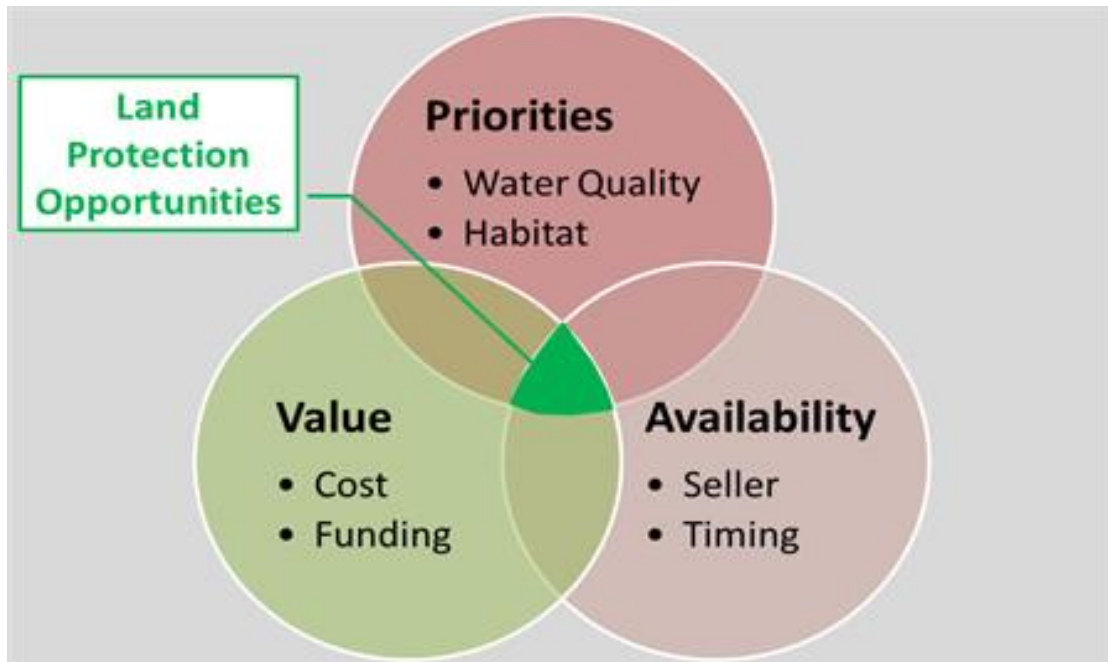 Land
Protection
Opportunities
Priorities
• Water Quality
• Habitat
Value
• Cost
• Funding
Availability
• Seller
• Timing